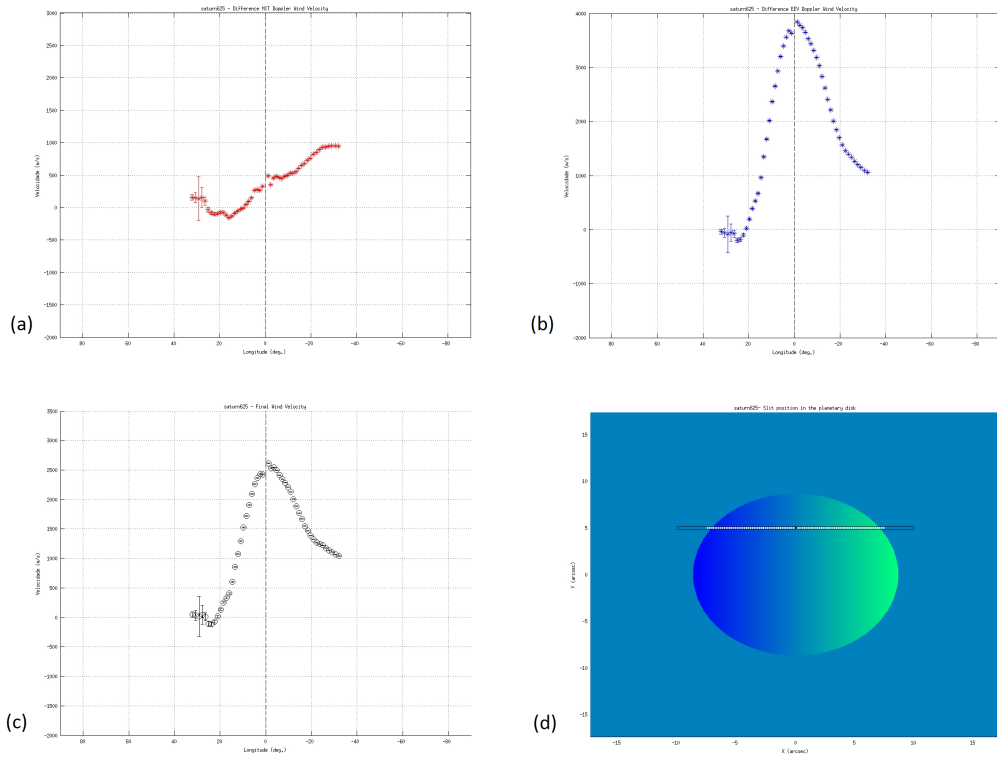 saturn625 - Difference MIT Doppler Wind Velocity
3000
2500
2000
1500
1000
500
0
-500
-1000
-1500
-2000
Velocidade (m/s)
80 60 40 20 0 -20 -40 -60 -80
Longitude (deg.)
(a)
saturn625 - Difference EEV Doppler Wind Velocity
4000
3000
2000
1000
0
-1000
-2000
Velocidade (m/s)
80 60 40 20 0 -20 -40 -60 -80
Longitude (deg.)
(b)
saturn625 - Final Wind Velocity
3500
3000
2500
2000
1500
1000
500
0
-500
-1000
-1500
-2000
Velocidade (m/s)
80 60 40 20 0 -20 -40 -60 -80
Longitude (deg.)
(c)
saturn625- Slit position in the planetary disk
15
10
5
0
-5
-10
-15
Y (arcsec)
-15 -10 -5 0 5 10 15
X (arcsec)
(d)